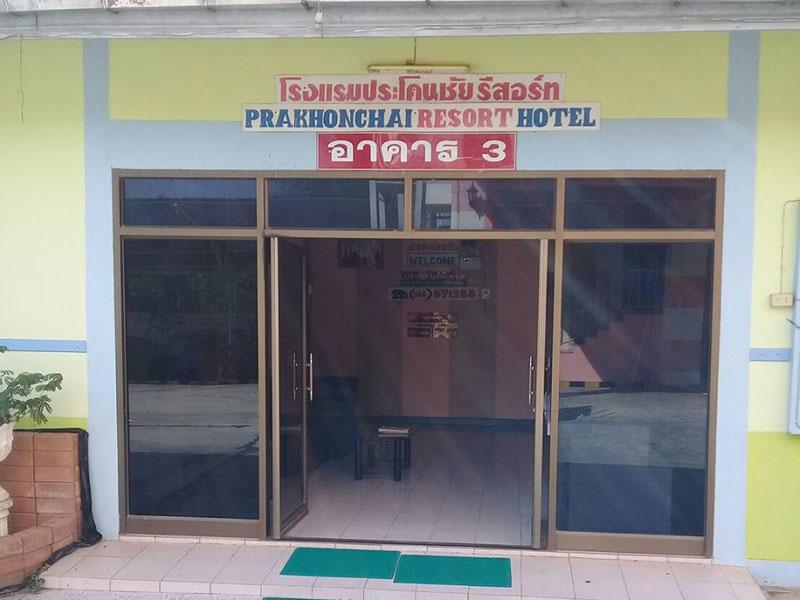 โรงแรมประโคนชัย รีสอร์ท
PRAKHONCHAI RESORT HOTEL
อาคาร 3
WELCOME
671288